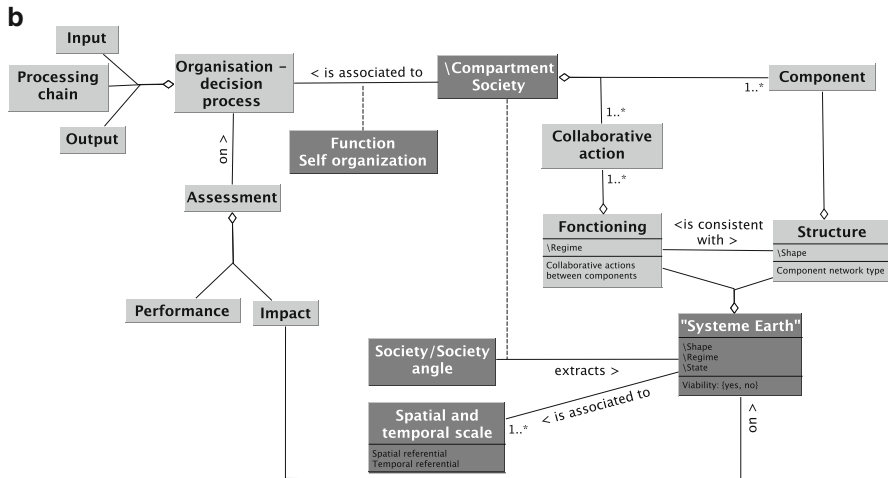 b
Input
Processing
chain
Output
Organisation –
decision
process
< is associated to
\Compartment
Society
Component
1..*
1..*
Function
Self organization
Collaborative
action
1..*
on >
Assessment
Fonctioning
\Regime
Collaborative actions
between components
<is consistent
with >
Structure
\Shape
Component network type
Performance
Impact
"Systeme Earth"
\Shape
\Regime
\State
Viability: {yes, no}
Society/Society
angle
extracts >
Spatial and
temporal scale
Spatial referential
Temporal referential
1..*
< is associated to
on >